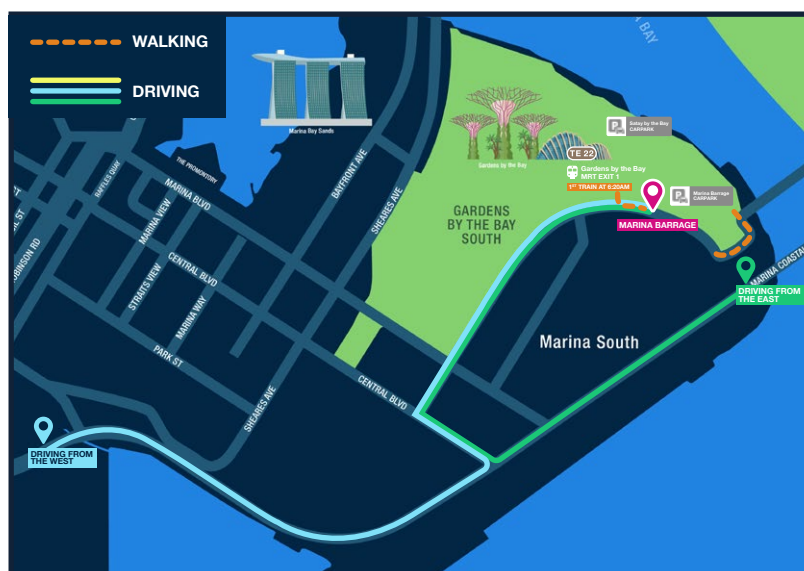 WALKING
DRIVING
Marina Bay Sands
A BAY
Gardens by the Bay
TE 22
Satay by the Bay
CARPARK
Gardens by the Bay
MRT EXIT 1
1ST TRAIN AT 6:20AM
Marina Barrage
CARPARK
MARINA BARRAGE
THE PROMONTORY
RAFFLES QUAY
MARINA BLVD
BAYFRONT AVE
SHEARES AVE
MARINA VIEW
GARDENS
BY THE BAY
SOUTH
ROBINSON RD
STRAITS VIEW
CENTRAL BLVD
MARINA WAY
MARINA COASTAL
DRIVING FROM
THE EAST
Marina South
PARK ST
CENTRAL BLVD
SHEARES AVE
DRIVING FROM
THE WEST